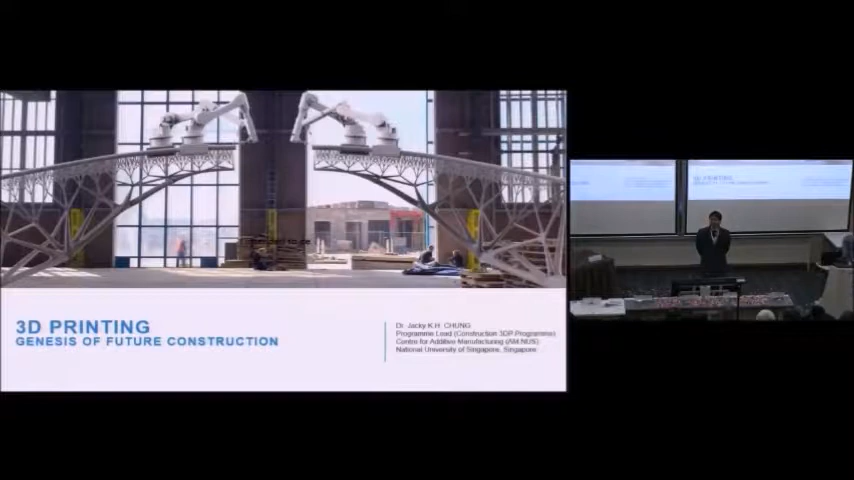 3D PRINTING
GENESIS OF FUTURE CONSTRUCTION
Dr. Jacky K.H. CHUNG
Programme Lead (Construction 3DP Programme)
Centre for Additive Manufacturing (AM.NUS)
National University of Singapore, Singapore